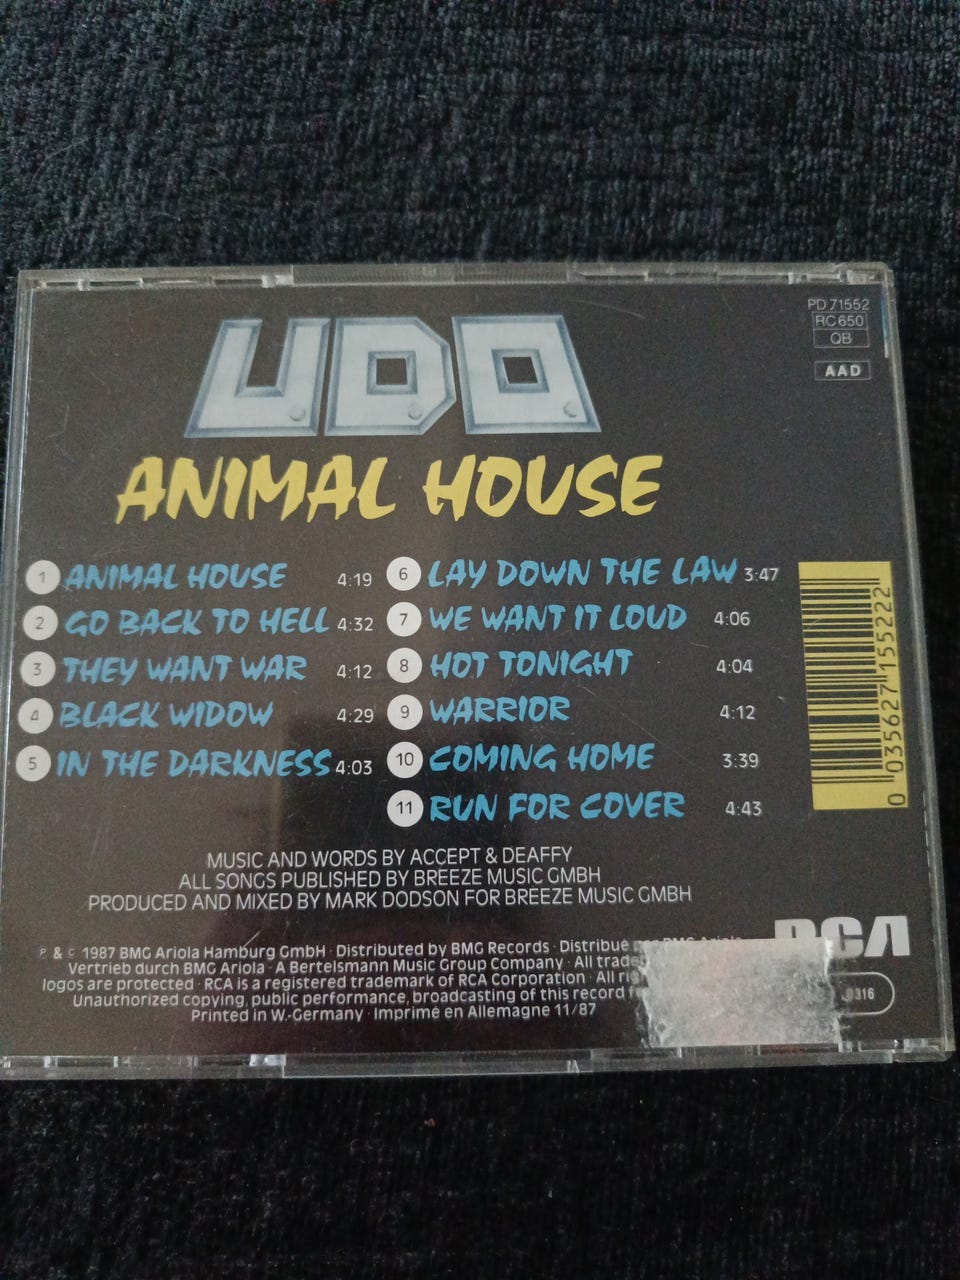 U.D.O.
PD 71552
RC 650
QB
AAD
ANIMAL HOUSE
1 ANIMAL HOUSE 4:19
2 GO BACK TO HELL 4:32
3 THEY WANT WAR 4:12
4 BLACK WIDOW 4:29
5 IN THE DARKNESS 4:03
6 LAY DOWN THE LAW 3:47
7 WE WANT IT LOUD 4:06
8 HOT TONIGHT 4:04
9 WARRIOR 4:12
10 COMING HOME 3:39
11 RUN FOR COVER 4:43
0 035627 155222
MUSIC AND WORDS BY ACCEPT & DEAFFY
ALL SONGS PUBLISHED BY BREEZE MUSIC GMBH
PRODUCED AND MIXED BY MARK DODSON FOR BREEZE MUSIC GMBH
RCA
P & C 1987 BMG Ariola Hamburg GmbH · Distributed by BMG Records · Distribué par BMG Ariola
Vertrieb durch BMG Ariola · A Bertelsmann Music Group Company · All
logos are protected · RCA is a registered trademark of RCA Corporation · All
Unauthorized copying, public performance, broadcasting of this record
Printed in W.-Germany · Imprimé en Allemagne 11/87
0316